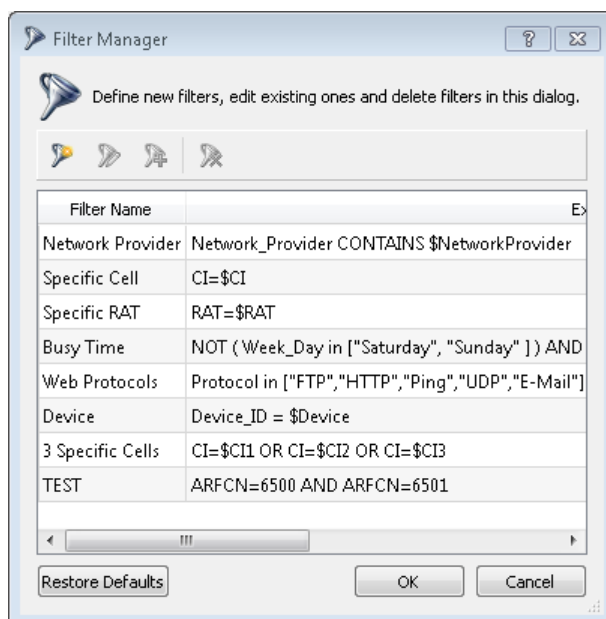 Filter Manager
Define new filters, edit existing ones and delete filters in this dialog.
Filter Name Ex
Network Provider Network_Provider CONTAINS $NetworkProvider
Specific Cell CI=$CI
Specific RAT RAT=$RAT
Busy Time NOT ( Week_Day in ["Saturday", "Sunday" ] ) AND
Web Protocols Protocol in ["FTP","HTTP","Ping","UDP","E-Mail"]
Device Device_ID = $Device
3 Specific Cells CI=$CI1 OR CI=$CI2 OR CI=$CI3
TEST ARFCN=6500 AND ARFCN=6501
Restore Defaults OK Cancel